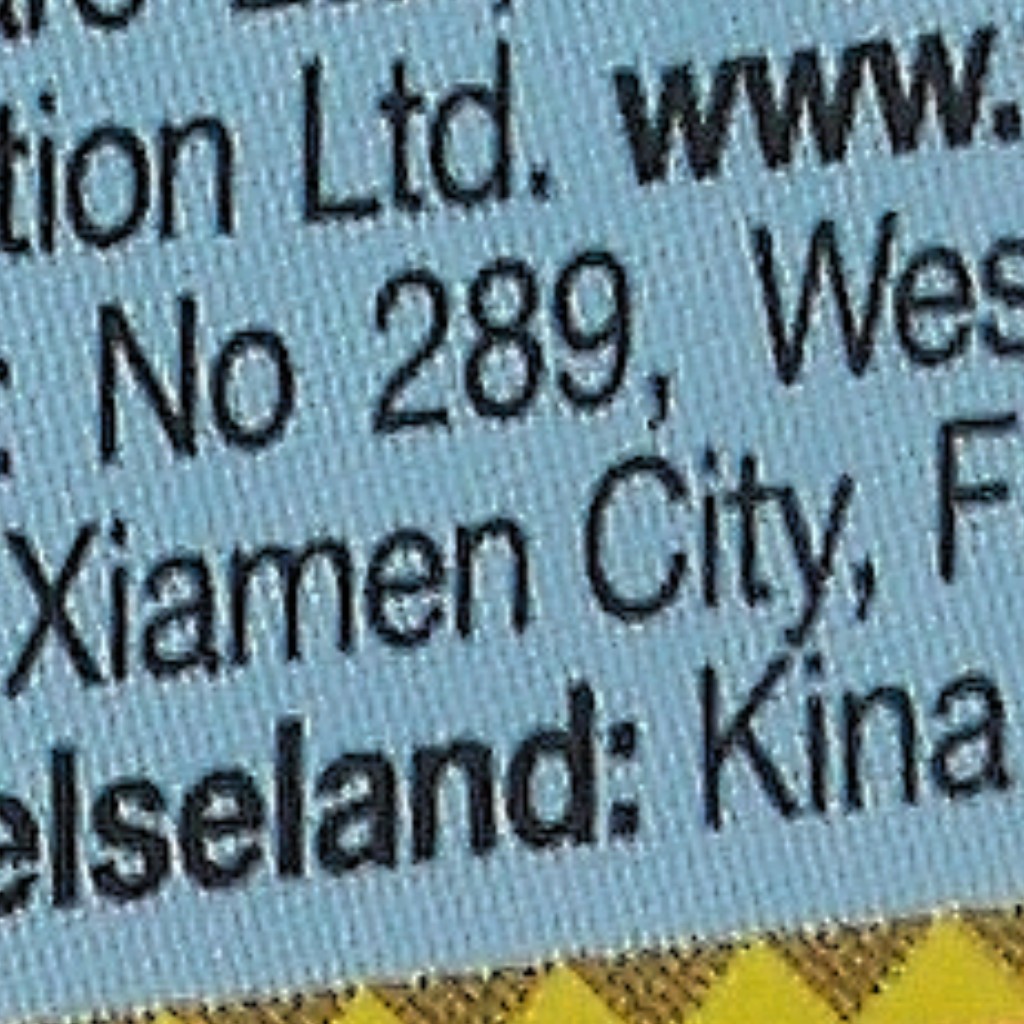 tion Ltd. www.
: No 289, Wes
Xiamen City, F
elseland: Kina